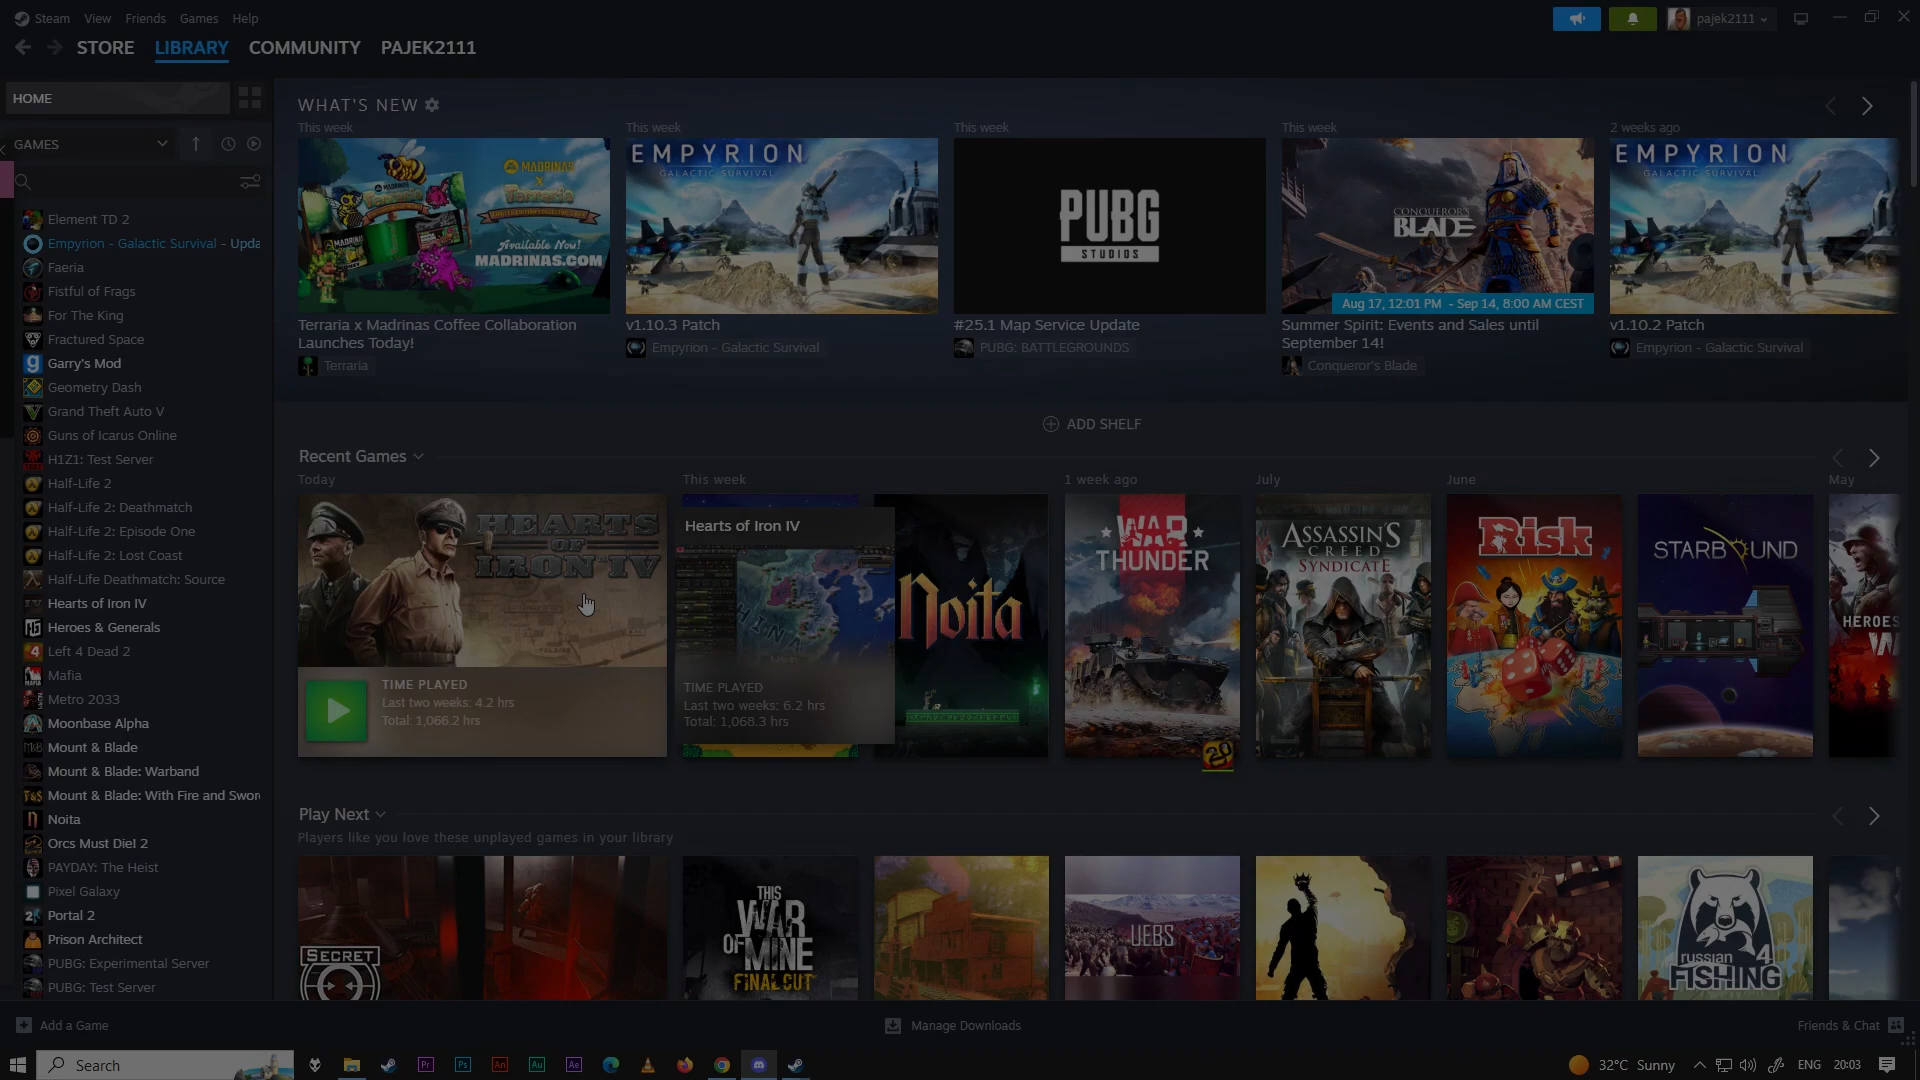 Steam View Friends Games Help
pajek2111
STORE LIBRARY COMMUNITY PAJEK2111
HOME
GAMES
Element TD 2
Empyrion - Galactic Survival - Upda
Faeria
Fistful of Frags
For The King
Fractured Space
Garry's Mod
Geometry Dash
Grand Theft Auto V
Guns of Icarus Online
H1Z1: Test Server
Half-Life 2
Half-Life 2: Deathmatch
Half-Life 2: Episode One
Half-Life 2: Lost Coast
Half-Life Deathmatch: Source
Hearts of Iron IV
Heroes & Generals
Left 4 Dead 2
Mafia
Metro 2033
Moonbase Alpha
Mount & Blade
Mount & Blade: Warband
Mount & Blade: With Fire and Sword
Noita
Orcs Must Die! 2
PAYDAY: The Heist
Pixel Galaxy
Portal 2
Prison Architect
PUBG: Experimental Server
PUBG: Test Server
WHAT'S NEW
This week
MADRINAS
X
Terraria
Available Now!
MADRINAS.COM
Terraria x Madrinas Coffee Collaboration
Launches Today!
Terraria
This week
EMPYRION
GALACTIC SURVIVAL
v1.10.3 Patch
Empyrion - Galactic Survival
This week
PUBG
STUDIOS
#25.1 Map Service Update
PUBG: BATTLEGROUNDS
This week
CONQUEROR'S
BLADE
Aug 17, 12:01 PM - Sep 14, 8:00 AM CEST
Summer Spirit: Events and Sales until
September 14!
Conqueror's Blade
2 weeks ago
EMPYRION
GALACTIC SURVIVAL
v1.10.2 Patch
Empyrion - Galactic Survival
ADD SHELF
Recent Games
Today
HEARTS
OF
IRON IV
TIME PLAYED
Last two weeks: 4.2 hrs
Total: 1,066.2 hrs
This week
Hearts of Iron IV
TIME PLAYED
Last two weeks: 6.2 hrs
Total: 1,068.3 hrs
Noita
1 week ago
WAR
THUNDER
July
ASSASSIN'S
CREED
SYNDICATE
June
Risk
STARBOUND
May
HEROES
Play Next
Players like you love these unplayed games in your library
SECRET
THIS
WAR
OF MINE
FINAL CUT
UEBS
russian
FISHING 4
Add a Game
Manage Downloads
Friends & Chat
Search
32°C Sunny
ENG
20:03